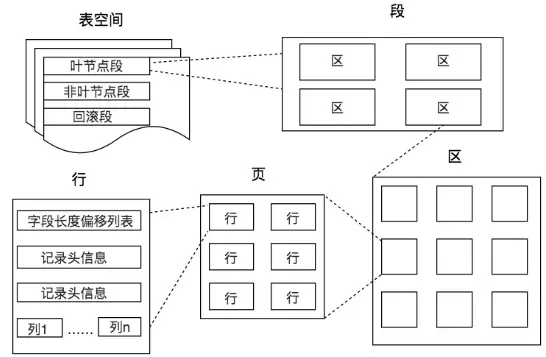 表空间
叶节点段
非叶节点段
回滚段
段
区 区
区 区
行
字段长度偏移列表
记录头信息
记录头信息
列1 …… 列n
页
行 行
行 行
行 行
区